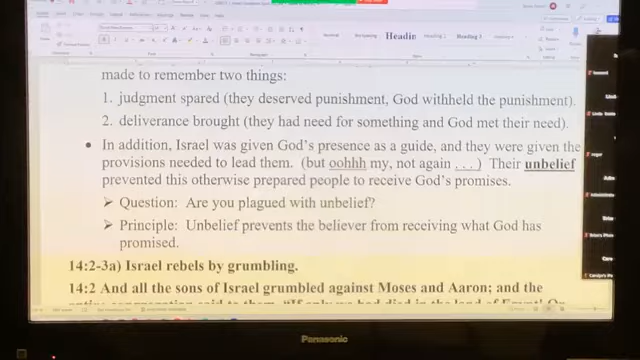 Headin
made to remember two things:
1. judgment spared (they deserved punishment, God withheld the punishment).
2. deliverance brought (they had need for something and God met their need).
• In addition, Israel was given God's presence as a guide, and they were given the
provisions needed to lead them. (but oohhh my, not again . . .) Their unbelief
prevented this otherwise prepared people to receive God's promises.
➢ Question: Are you plagued with unbelief?
➢ Principle: Unbelief prevents the believer from receiving what God has
promised.
14:2-3a) Israel rebels by grumbling.
14:2 And all the sons of Israel grumbled against Moses and Aaron; and the
Panasonic